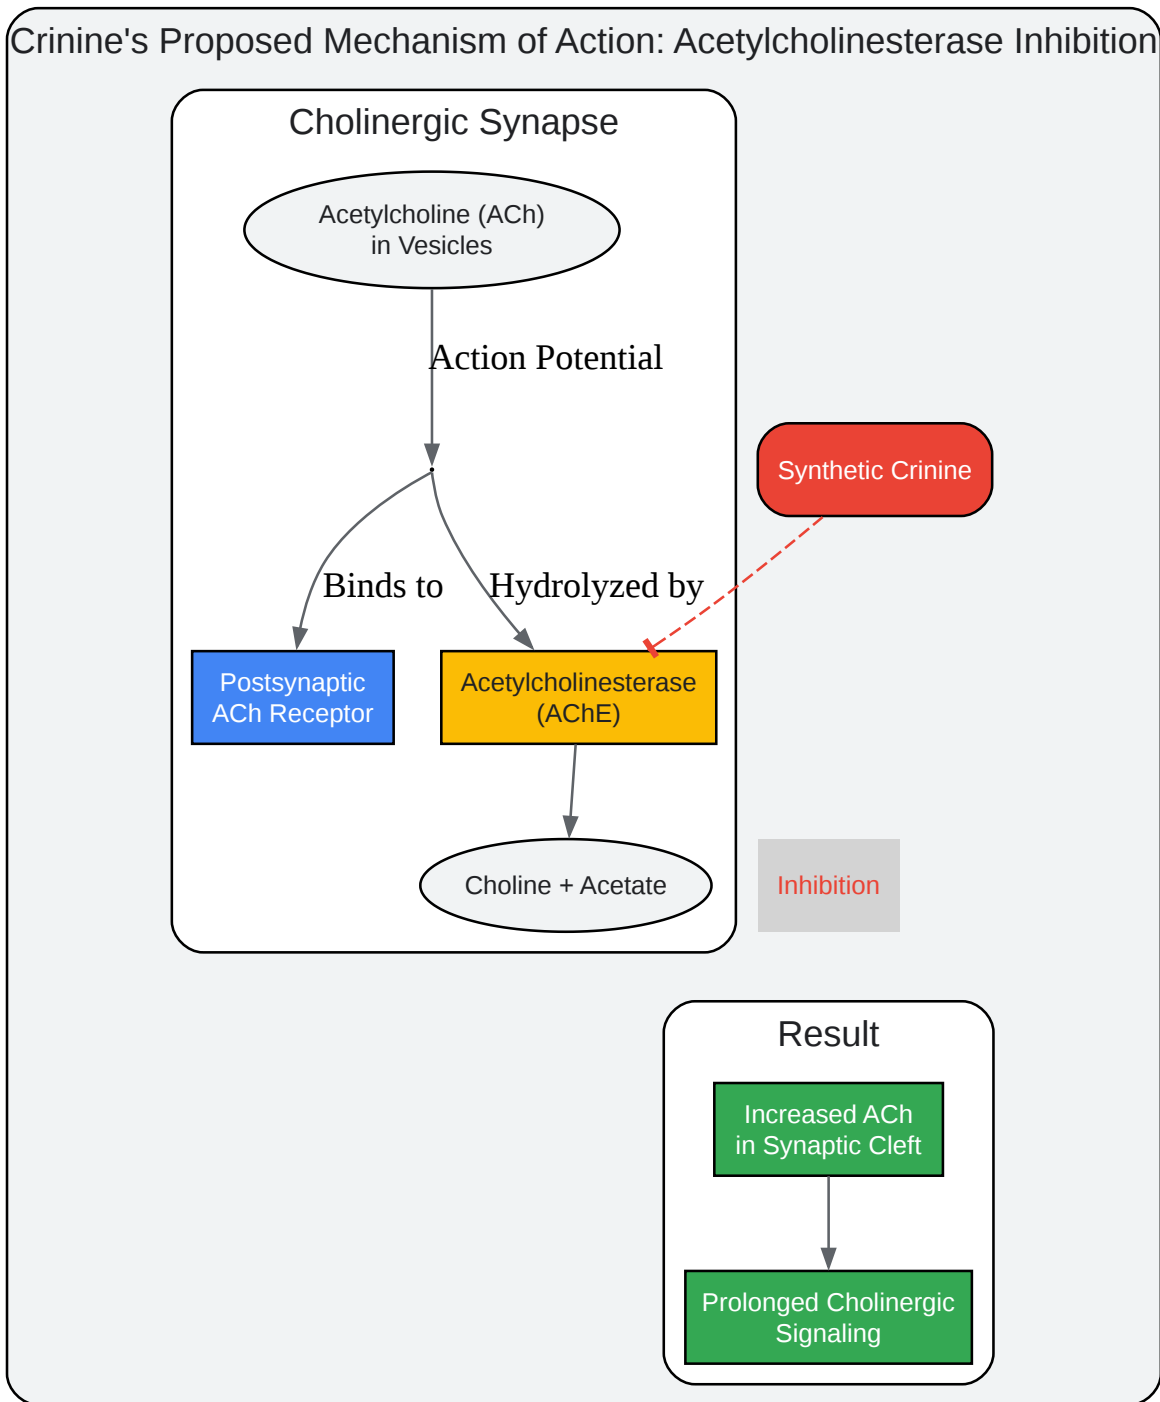 Crinine's Proposed Mechanism of Action: Acetylcholinesterase Inhibition
Cholinergic Synapse
Acetylcholine (ACh)
in Vesicles
Action Potential
Synthetic Crinine
Binds to
Hydrolyzed by
Postsynaptic
ACh Receptor
Acetylcholinesterase
(AChE)
Choline + Acetate
Inhibition
Result
Increased ACh
in Synaptic Cleft
Prolonged Cholinergic
Signaling